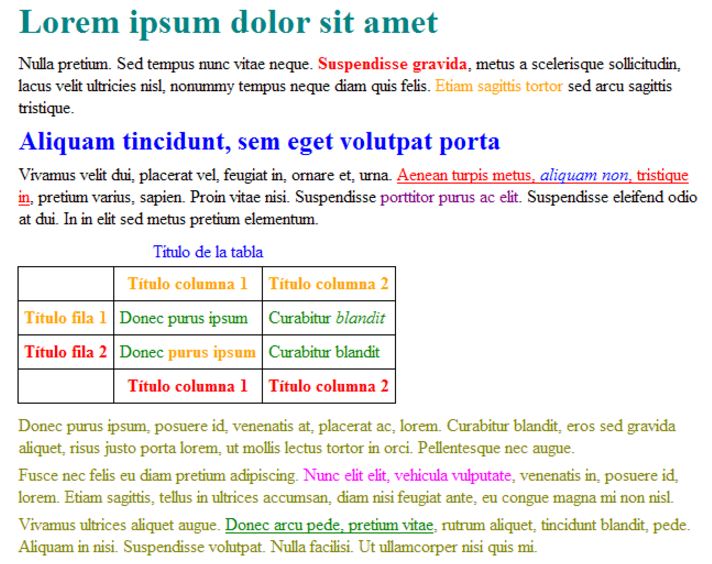 Lorem ipsum dolor sit amet
Nulla pretium. Sed tempus nunc vitae neque. Suspendisse gravida, metus a scelerisque sollicitudin,
lacus velit ultricies nisl, nonummy tempus neque diam quis felis. Etiam sagittis tortor sed arcu sagittis
tristique.
Aliquam tincidunt, sem eget volutpat porta
Vivamus velit dui, placerat vel, feugiat in, ornare et, urna. Aenean turpis metus, aliquam non, tristique
in, pretium varius, sapien. Proin vitae nisi. Suspendisse porttitor purus ac elit. Suspendisse eleifend odio
at dui. In in elit sed metus pretium elementum.
Título de la tabla
Título columna 1 Título columna 2
Título fila 1 Donec purus ipsum Curabitur blandit
Título fila 2 Donec purus ipsum Curabitur blandit
Título columna 1 Título columna 2
Donec purus ipsum, posuere id, venenatis at, placerat ac, lorem. Curabitur blandit, eros sed gravida
aliquet, risus justo porta lorem, ut mollis lectus tortor in orci. Pellentesque nec augue.
Fusce nec felis eu diam pretium adipiscing. Nunc elit elit, vehicula vulputate, venenatis in, posuere id,
lorem. Etiam sagittis, tellus in ultrices accumsan, diam nisi feugiat ante, eu congue magna mi non nisl.
Vivamus ultrices aliquet augue. Donec arcu pede, pretium vitae, rutrum aliquet, tincidunt blandit, pede.
Aliquam in nisi. Suspendisse volutpat. Nulla facilisi. Ut ullamcorper nisi quis mi.